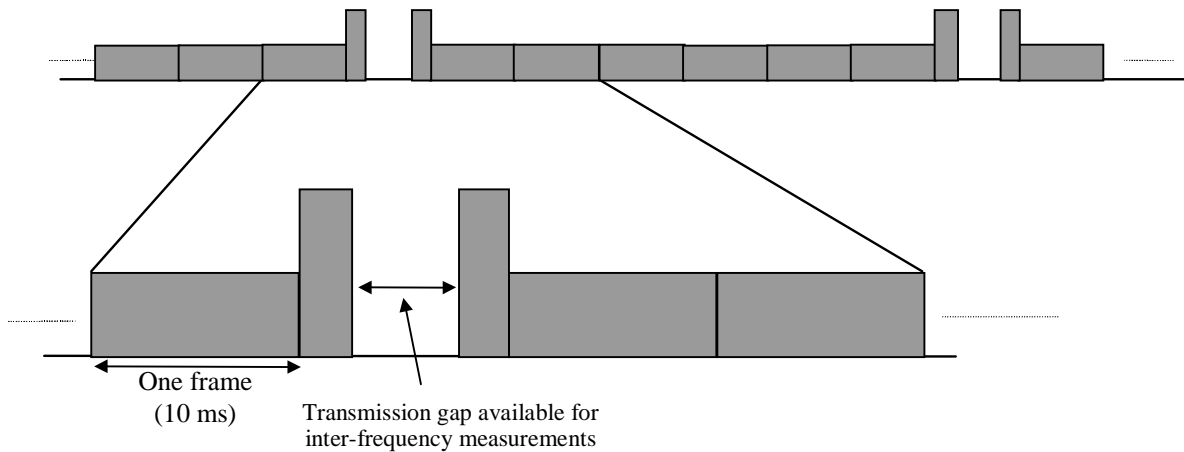 One frame
(10 ms)
Transmission gap available for
inter-frequency measurements